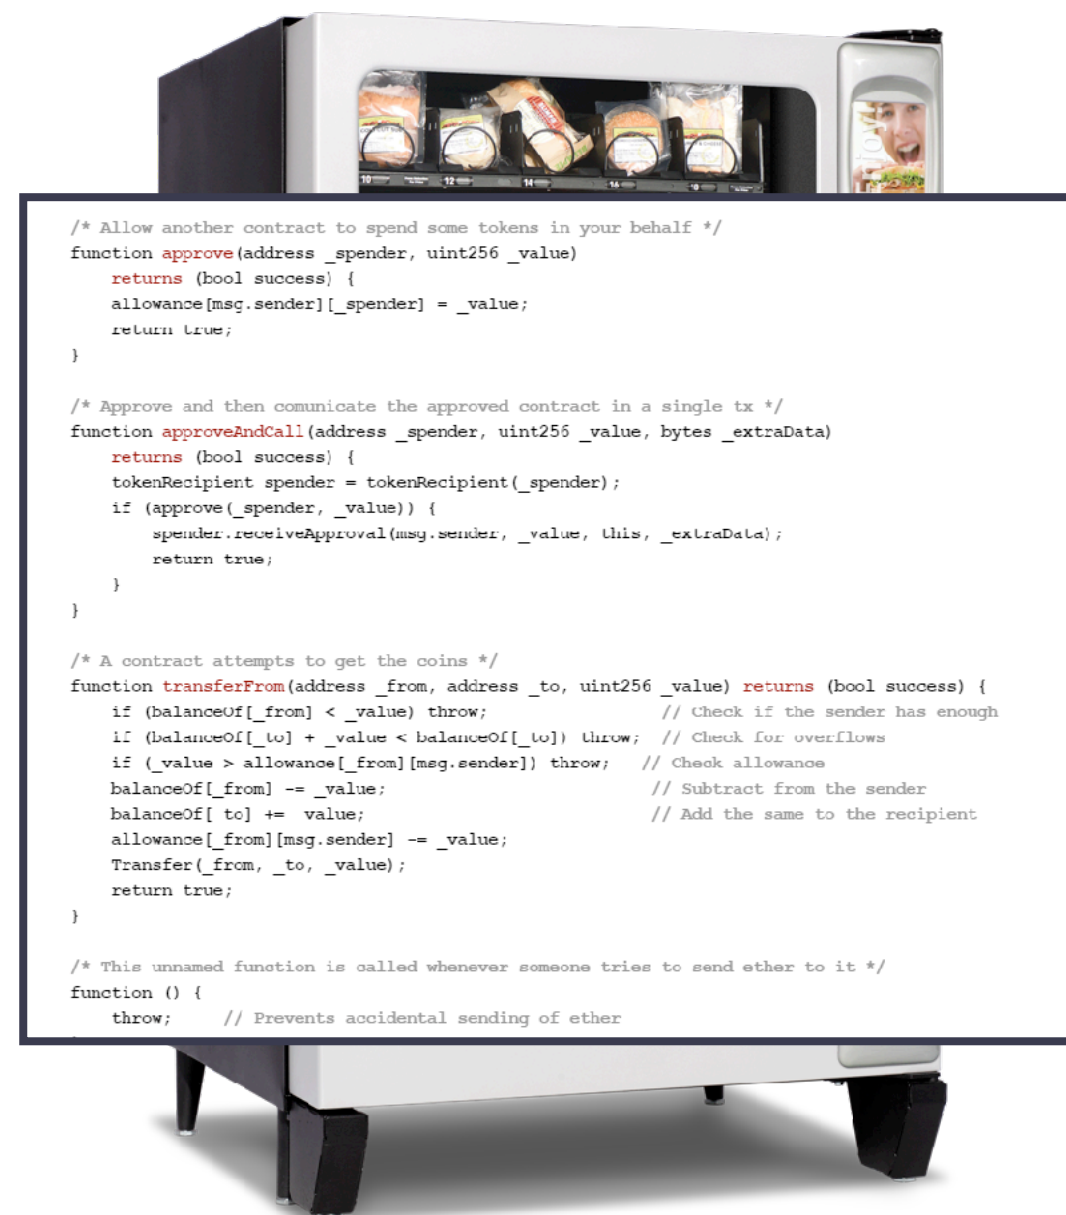 10 12 14 16
/* Allow another contract to spend some tokens in your behalf */
function approve(address _spender, uint256 _value)
    returns (bool success) {
    allowance[msg.sender][_spender] = _value;
    return true;
}
/* Approve and then comunicate the approved contract in a single tx */
function approveAndCall(address _spender, uint256 _value, bytes _extraData)
    returns (bool success) {
    tokenRecipient spender = tokenRecipient(_spender);
    if (approve(_spender, _value)) {
        spender.receiveApproval(msg.sender, _value, this, _extraData);
        return true;
    }
}
/* A contract attempts to get the coins */
function transferFrom(address _from, address _to, uint256 _value) returns (bool success) {
    if (balanceOf[_from] < _value) throw; // Check if the sender has enough
    if (balanceOf[_to] + _value < balanceOf[_to]) throw; // Check for overflows
    if (_value > allowance[_from][msg.sender]) throw; // Check allowance
    balanceOf[_from] -= _value; // Subtract from the sender
    balanceOf[_to] += _value; // Add the same to the recipient
    allowance[_from][msg.sender] -= _value;
    Transfer(_from, _to, _value);
    return true;
}
/* This unnamed function is called whenever someone tries to send ether to it */
function () {
    throw; // Prevents accidental sending of ether